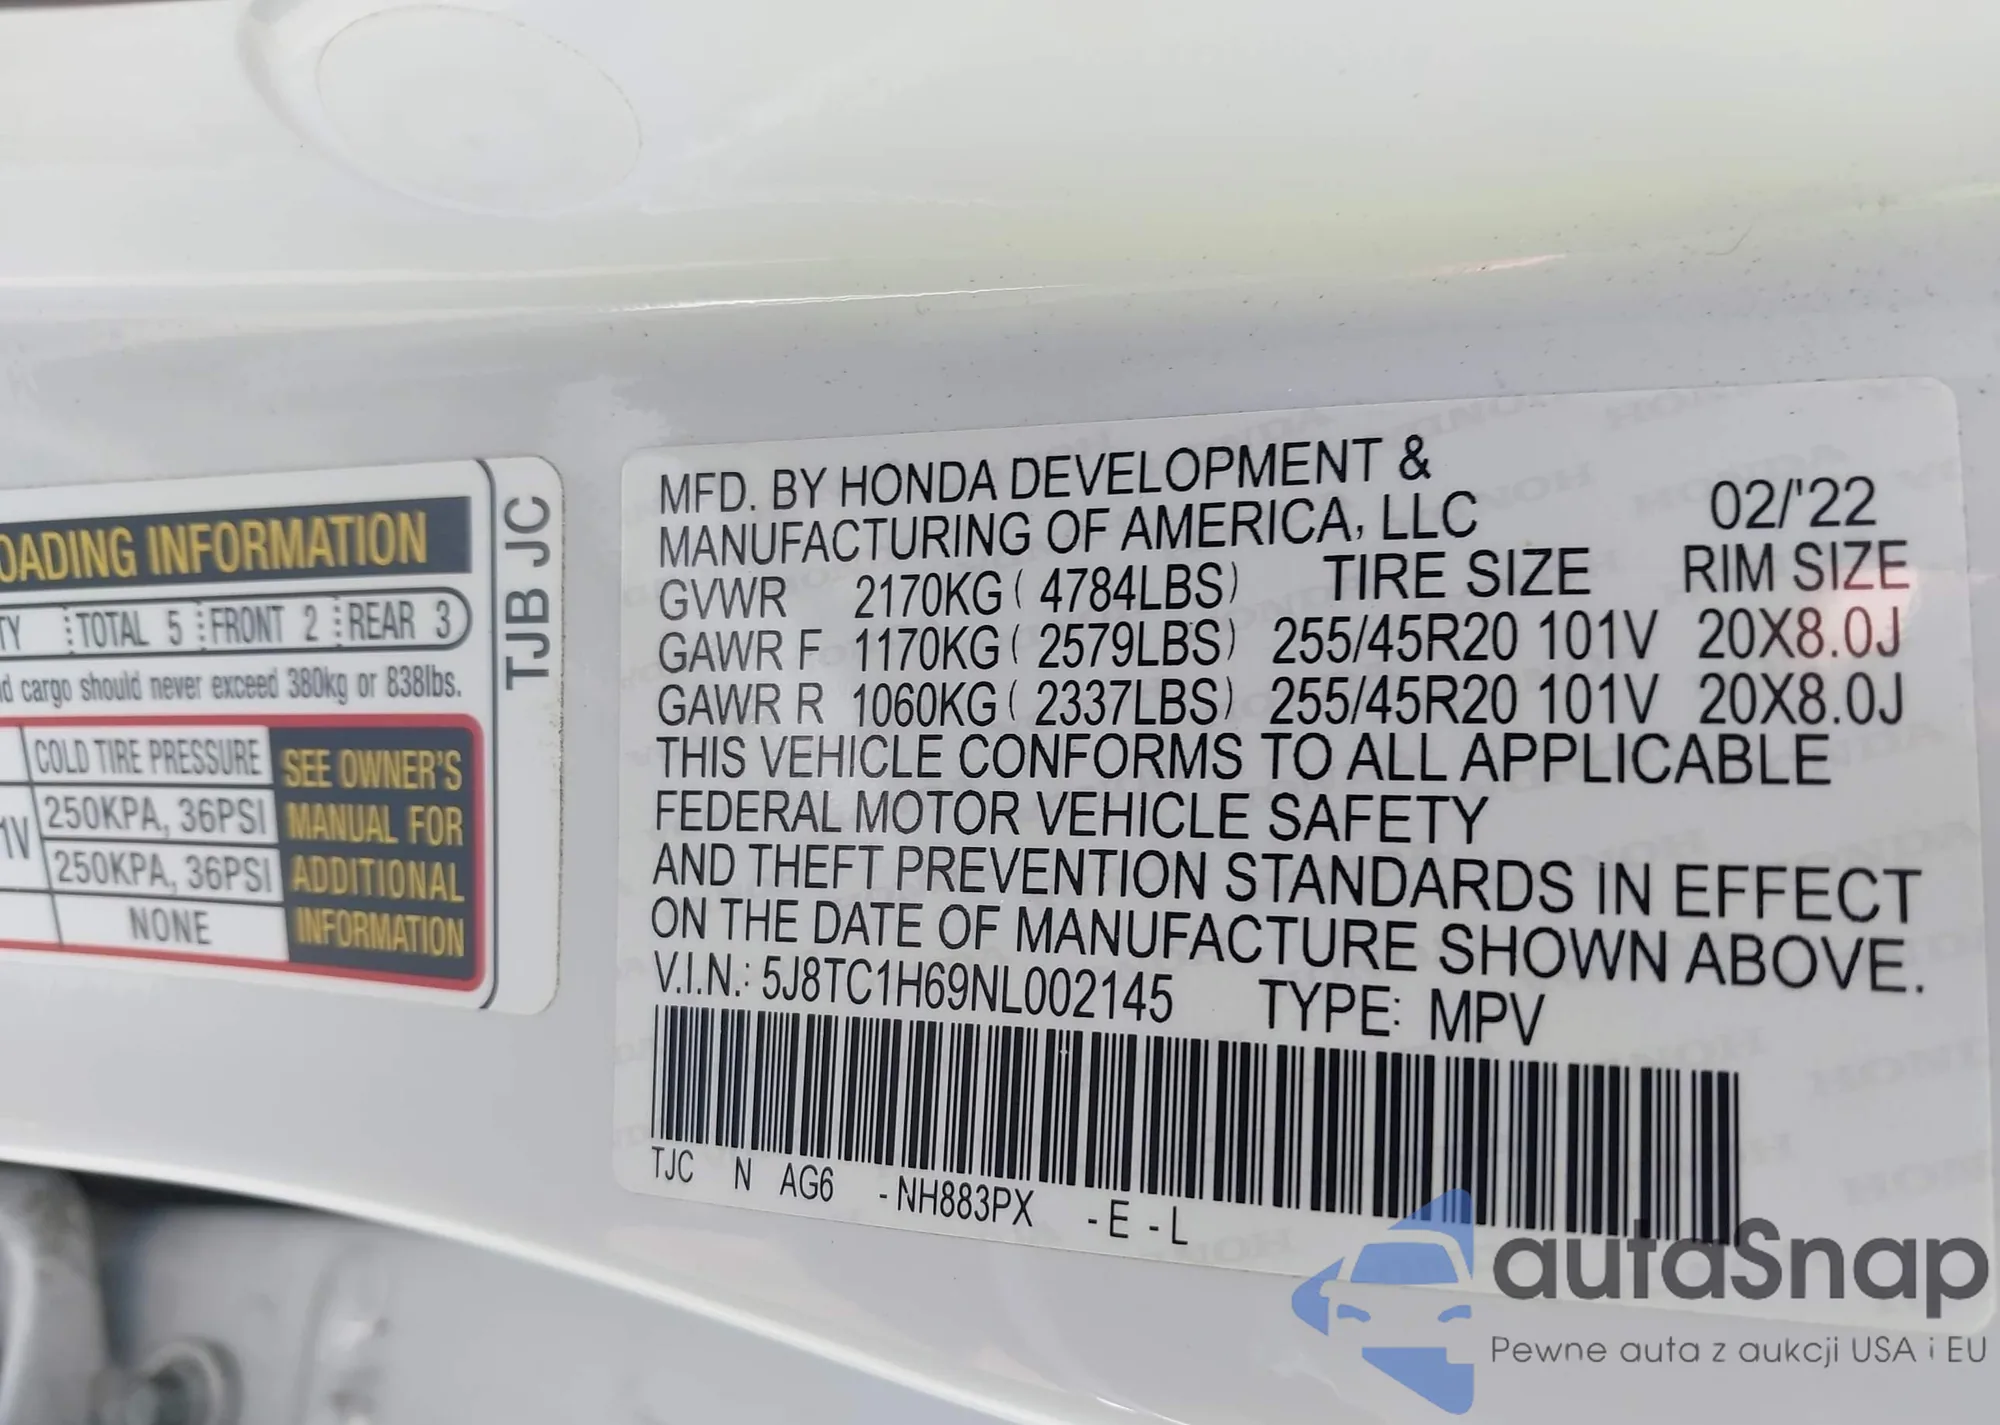 OADING INFORMATION
TY TOTAL 5 FRONT 2 REAR 3
d cargo should never exceed 380kg or 838lbs.
COLD TIRE PRESSURE
1V 250KPA, 36PSI
250KPA, 36PSI
NONE
SEE OWNER'S
MANUAL FOR
ADDITIONAL
INFORMATION
TJB JC
MFD. BY HONDA DEVELOPMENT &
MANUFACTURING OF AMERICA, LLC 02/'22
GVWR 2170KG ( 4784LBS) TIRE SIZE RIM SIZE
GAWR F 1170KG ( 2579LBS) 255/45R20 101V 20X8.0J
GAWR R 1060KG ( 2337LBS) 255/45R20 101V 20X8.0J
THIS VEHICLE CONFORMS TO ALL APPLICABLE
FEDERAL MOTOR VEHICLE SAFETY
AND THEFT PREVENTION STANDARDS IN EFFECT
ON THE DATE OF MANUFACTURE SHOWN ABOVE.
V.I.N.: 5J8TC1H69NL002145 TYPE: MPV
TJC N AG6 -NH883PX -E -L
autaSnap
Pewne auta z aukcji USA i EU